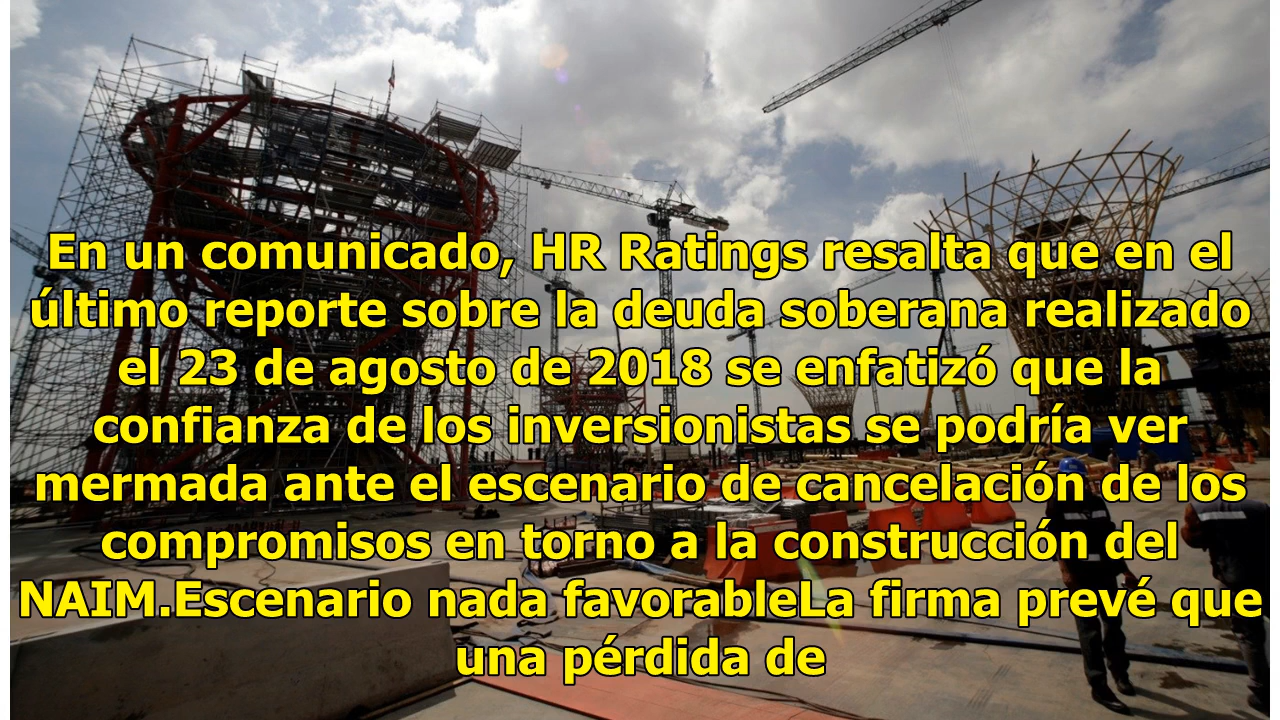 En un comunicado, HR Ratings resalta que en el
último reporte sobre la deuda soberana realizado
el 23 de agosto de 2018 se enfatizó que la
confianza de los inversionistas se podría ver
mermada ante el escenario de cancelación de los
compromisos en torno a la construcción del
NAIM.Escenario nada favorableLa firma prevé que
una pérdida de